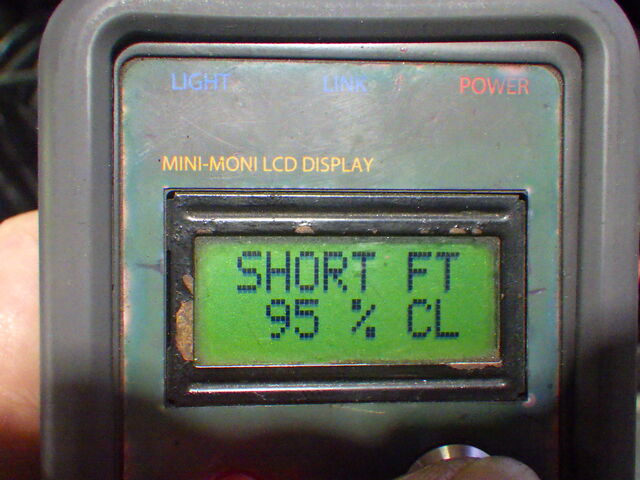 LIGHT LINK POWER
MINI-MONI LCD DISPLAY
SHORT FT
95 % CL